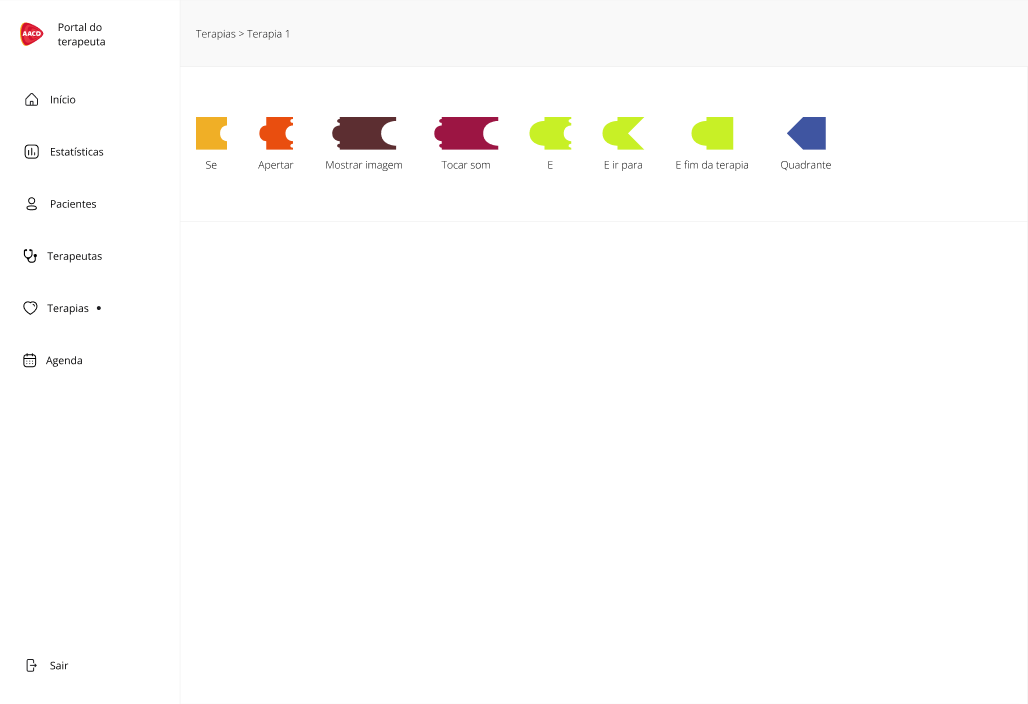 AACD
Portal do
terapeuta
Início
Estatísticas
Pacientes
Terapeutas
Terapias
Agenda
Sair
Terapias > Terapia 1
Se
Apertar
Mostrar imagem
Tocar som
E
E ir para
E fim da terapia
Quadrante